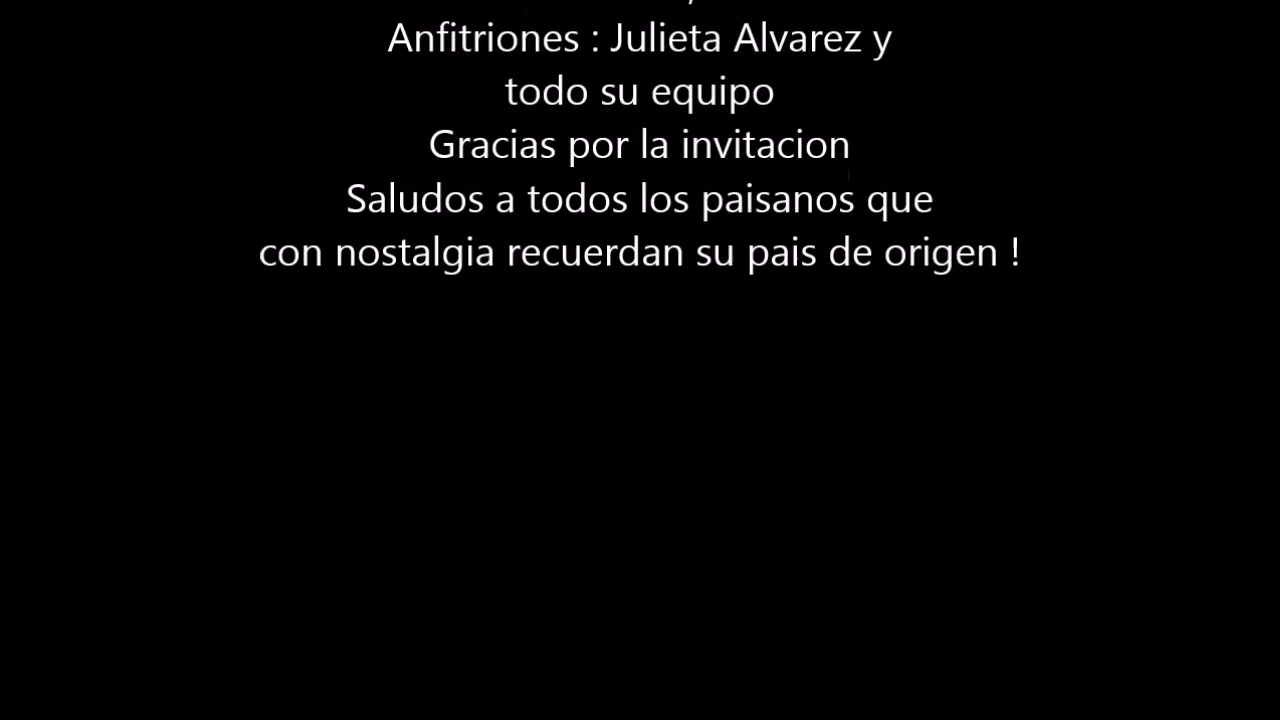 Anfitriones : Julieta Alvarez y
todo su equipo
Gracias por la invitacion
Saludos a todos los paisanos que
con nostalgia recuerdan su pais de origen !